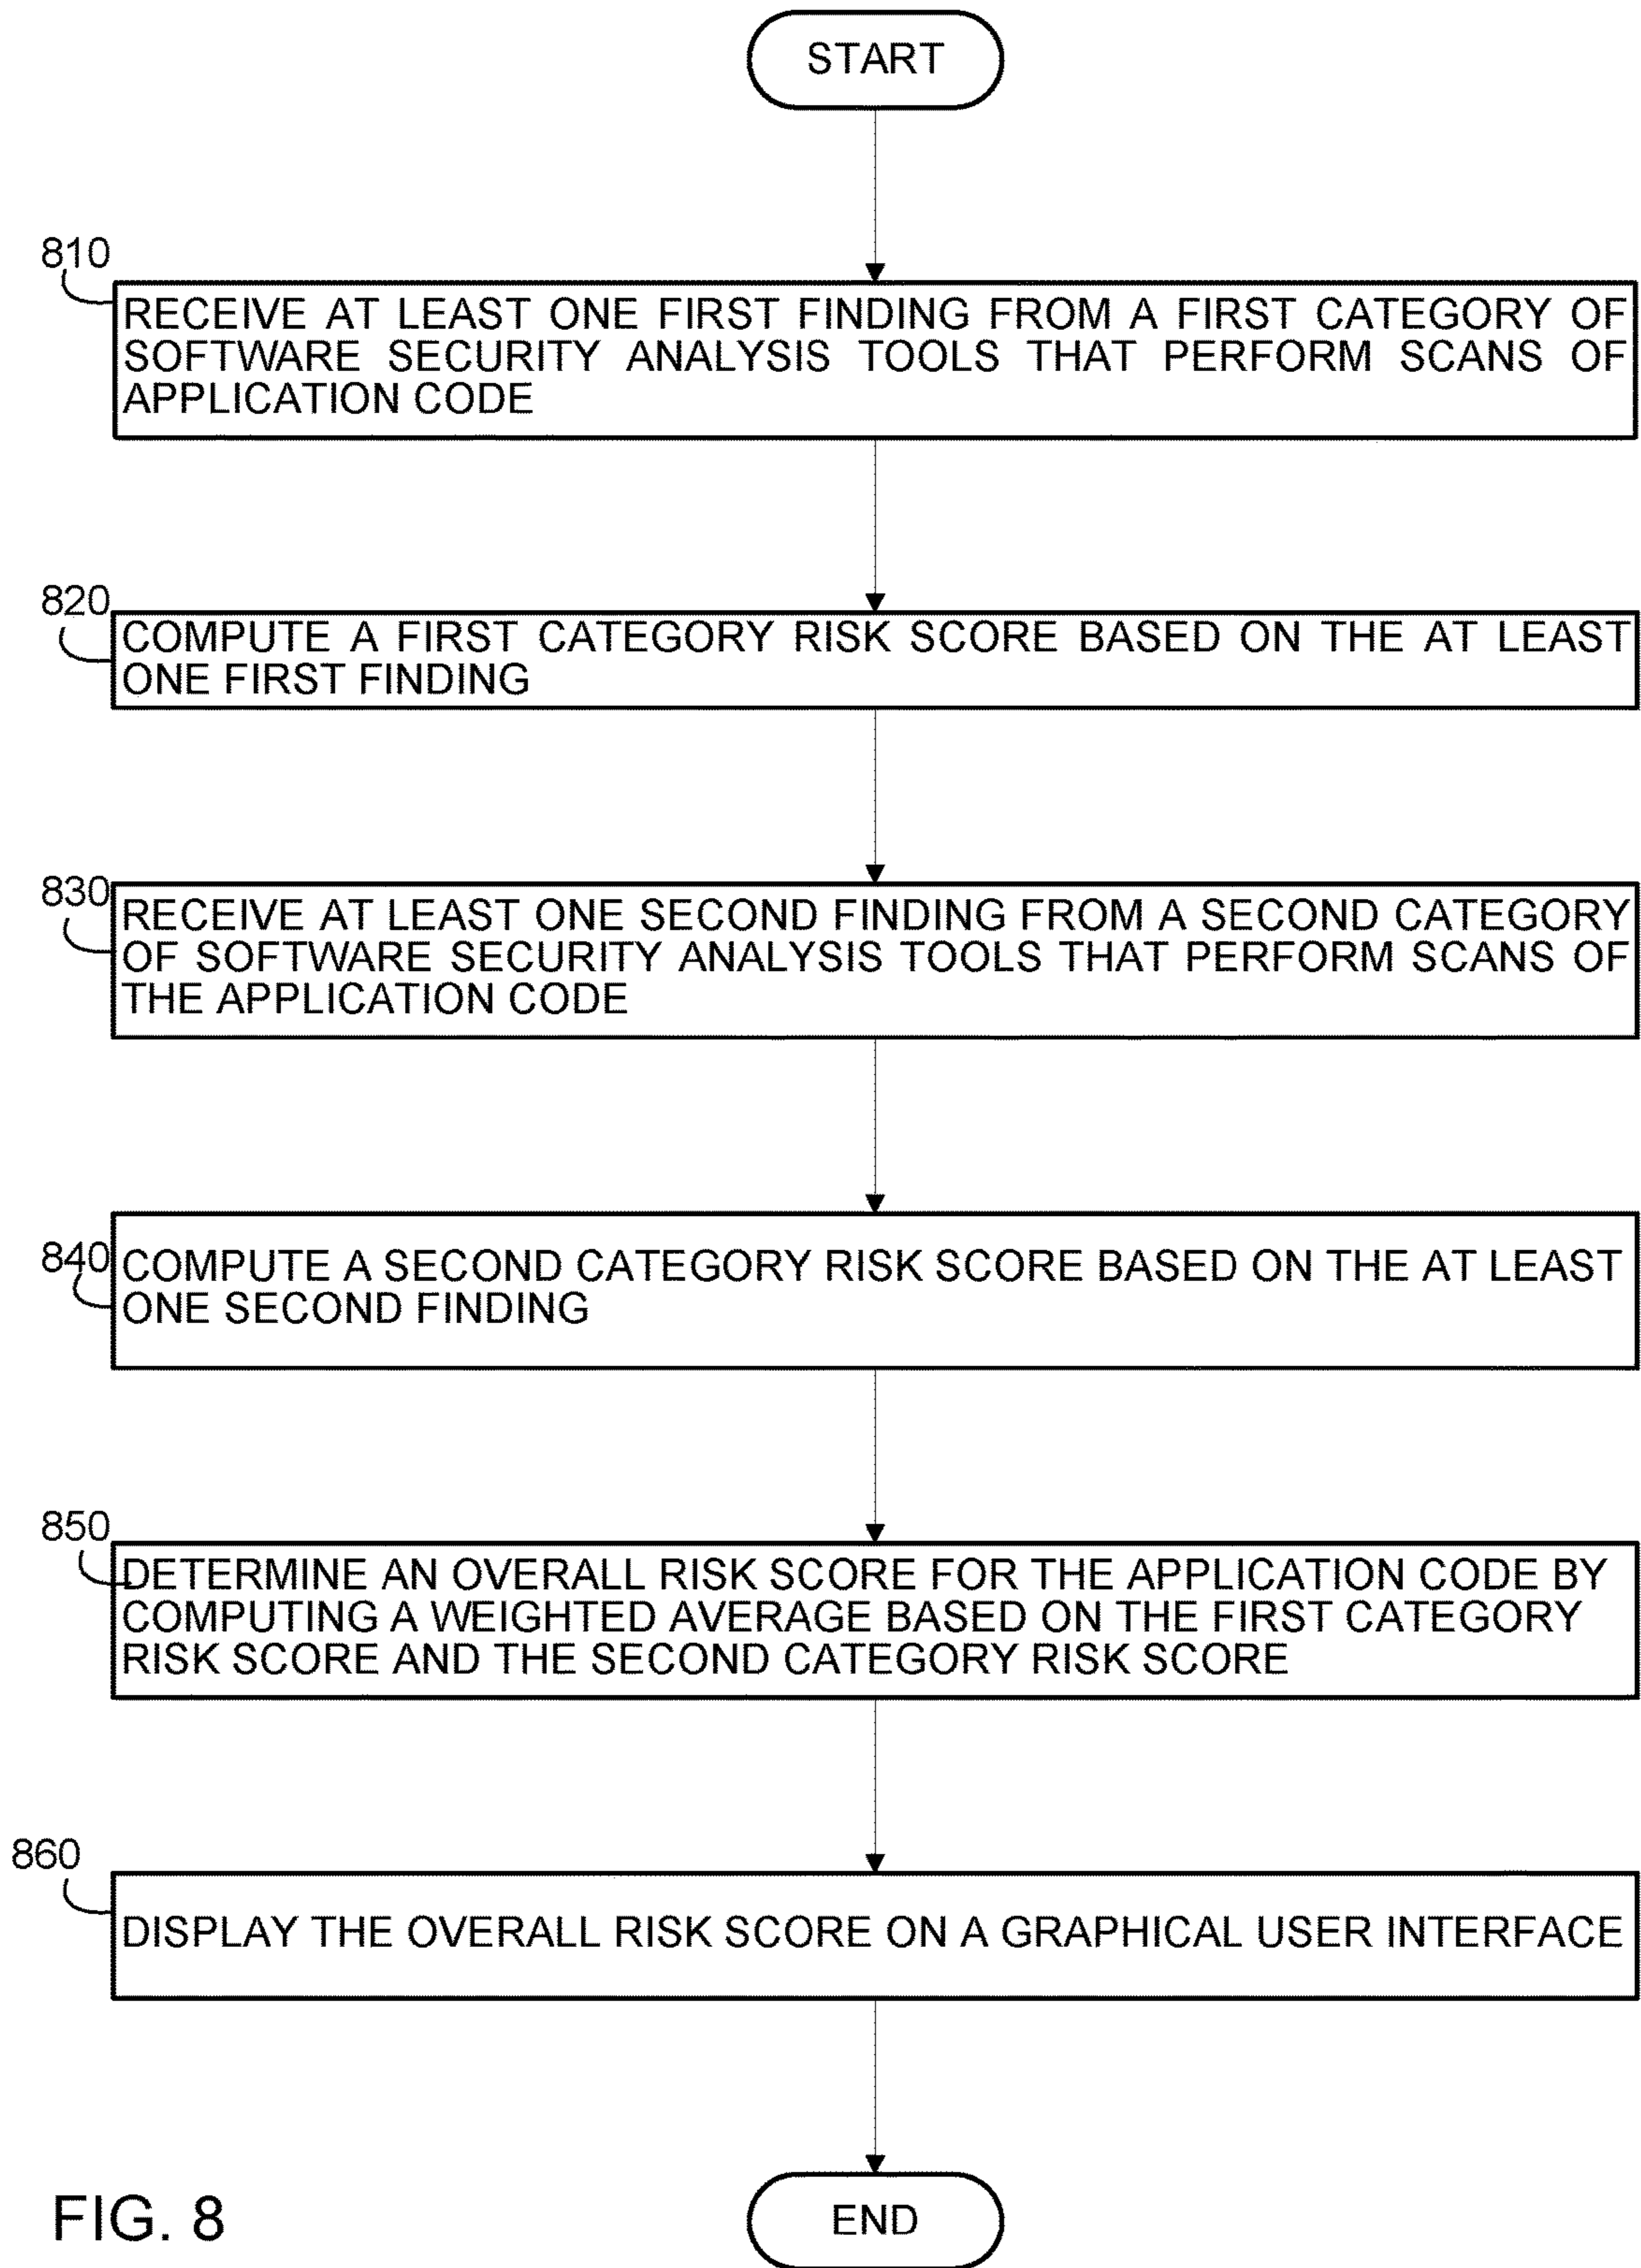 START
810
RECEIVE AT LEAST ONE FIRST FINDING FROM A FIRST CATEGORY OF
SOFTWARE SECURITY ANALYSIS TOOLS THAT PERFORM SCANS OF
APPLICATION CODE
820
COMPUTE A FIRST CATEGORY RISK SCORE BASED ON THE AT LEAST
ONE FIRST FINDING
830
RECEIVE AT LEAST ONE SECOND FINDING FROM A SECOND CATEGORY
OF SOFTWARE SECURITY ANALYSIS TOOLS THAT PERFORM SCANS OF
THE APPLICATION CODE
840
COMPUTE A SECOND CATEGORY RISK SCORE BASED ON THE AT LEAST
ONE SECOND FINDING
850
DETERMINE AN OVERALL RISK SCORE FOR THE APPLICATION CODE BY
COMPUTING A WEIGHTED AVERAGE BASED ON THE FIRST CATEGORY
RISK SCORE AND THE SECOND CATEGORY RISK SCORE
860
DISPLAY THE OVERALL RISK SCORE ON A GRAPHICAL USER INTERFACE
END
FIG. 8